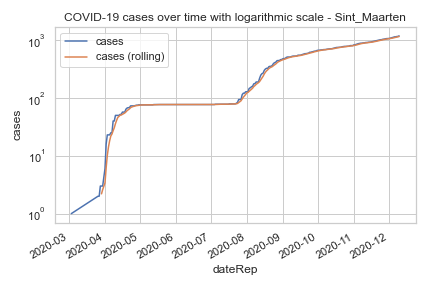 COVID-19 cases over time with logarithmic scale - Sint_Maarten
cases
cases (rolling)
10³
10²
10¹
10⁰
cases
2020-03
2020-04
2020-05
2020-06
2020-07
2020-08
2020-09
2020-10
2020-11
2020-12
dateRep